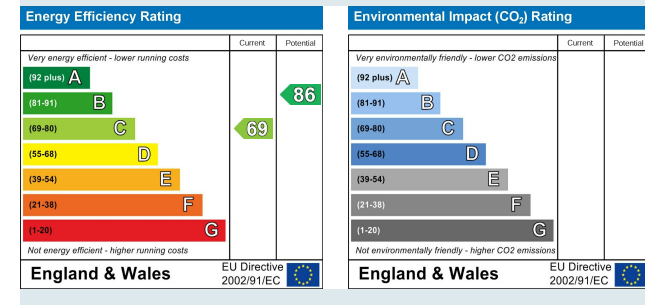 Energy Efficiency Rating
Current Potential
Very energy efficient - lower running costs
(92 plus) A
(81-91) B
86
(69-80) C
69
(55-68) D
(39-54) E
(21-38) F
(1-20) G
Not energy efficient - higher running costs
England & Wales
EU Directive
2002/91/EC
Environmental Impact (CO₂) Rating
Current Potential
Very environmentally friendly - lower CO2 emissions
(92 plus) A
(81-91) B
(69-80) C
(55-68) D
(39-54) E
(21-38) F
(1-20) G
Not environmentally friendly - higher CO2 emissions
England & Wales
EU Directive
2002/91/EC